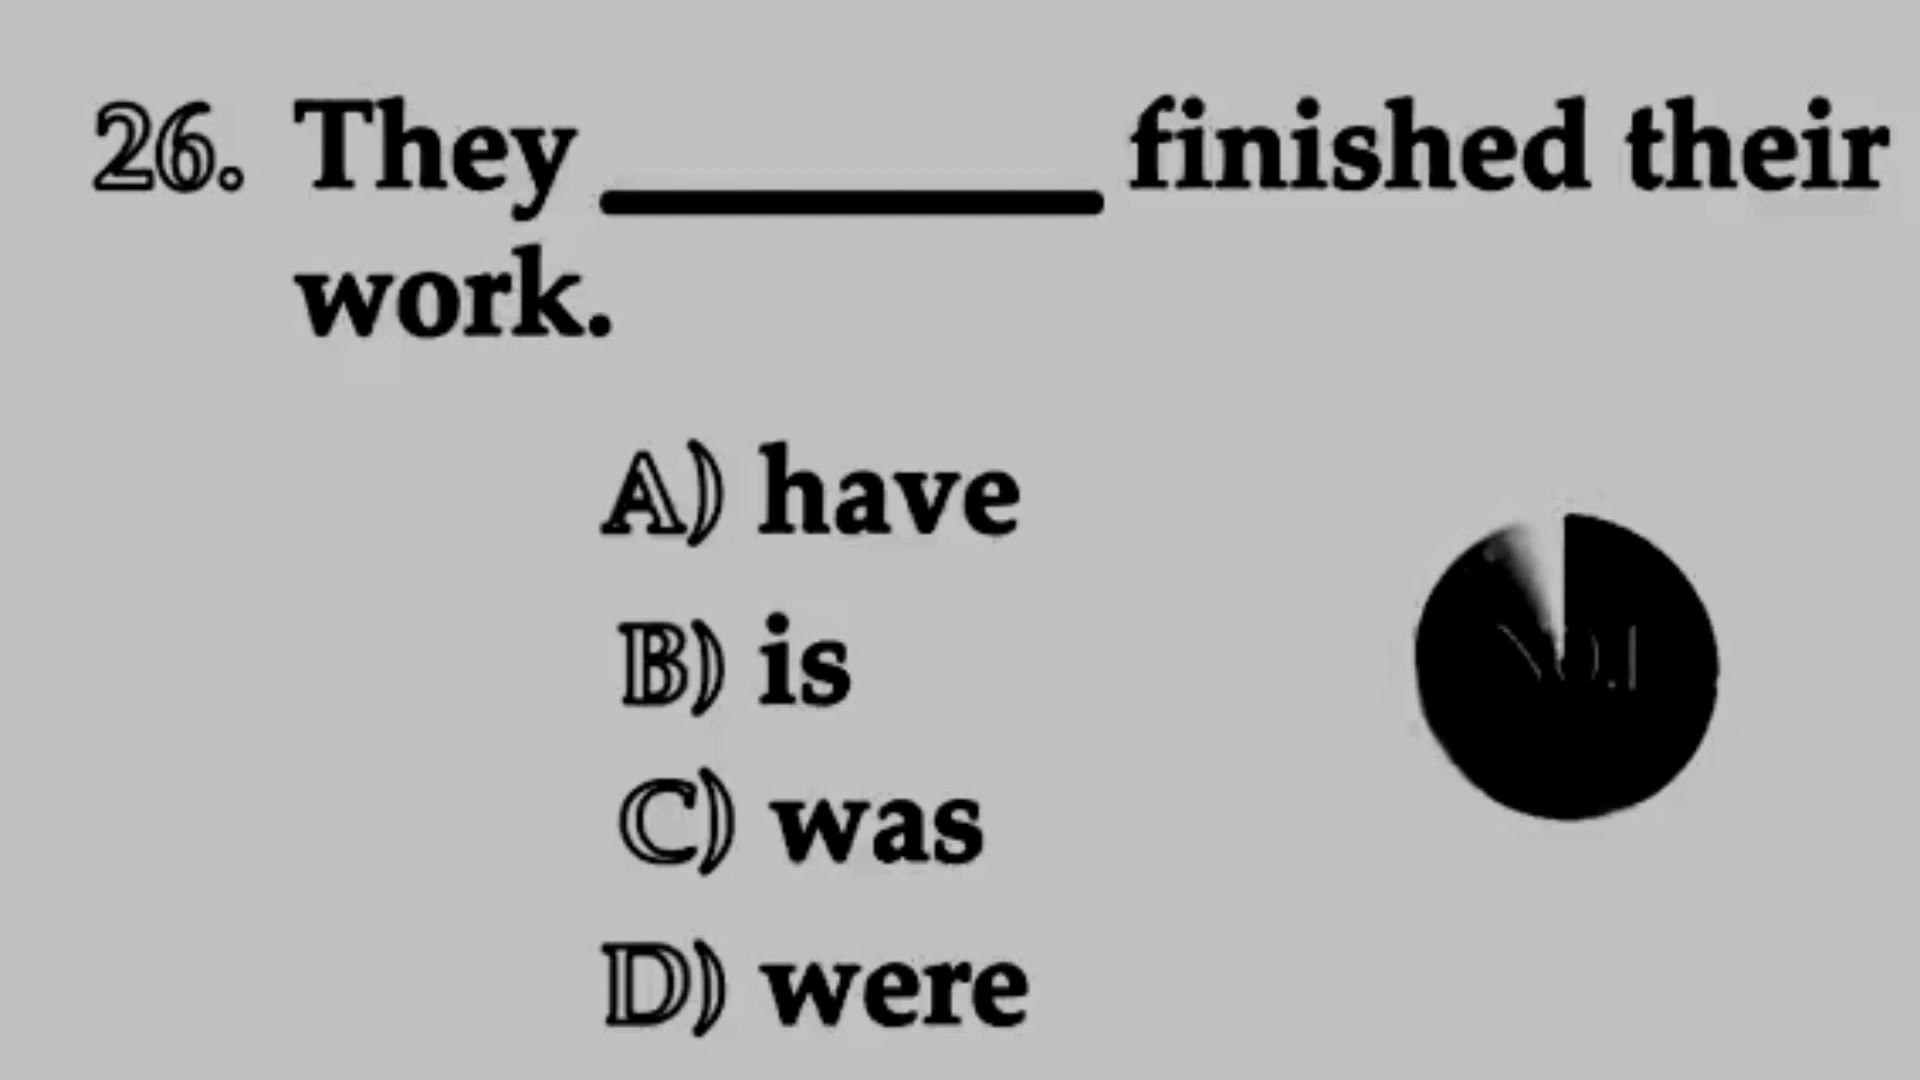 26. They __________ finished their
work.
A) have
B) is
C) was
D) were